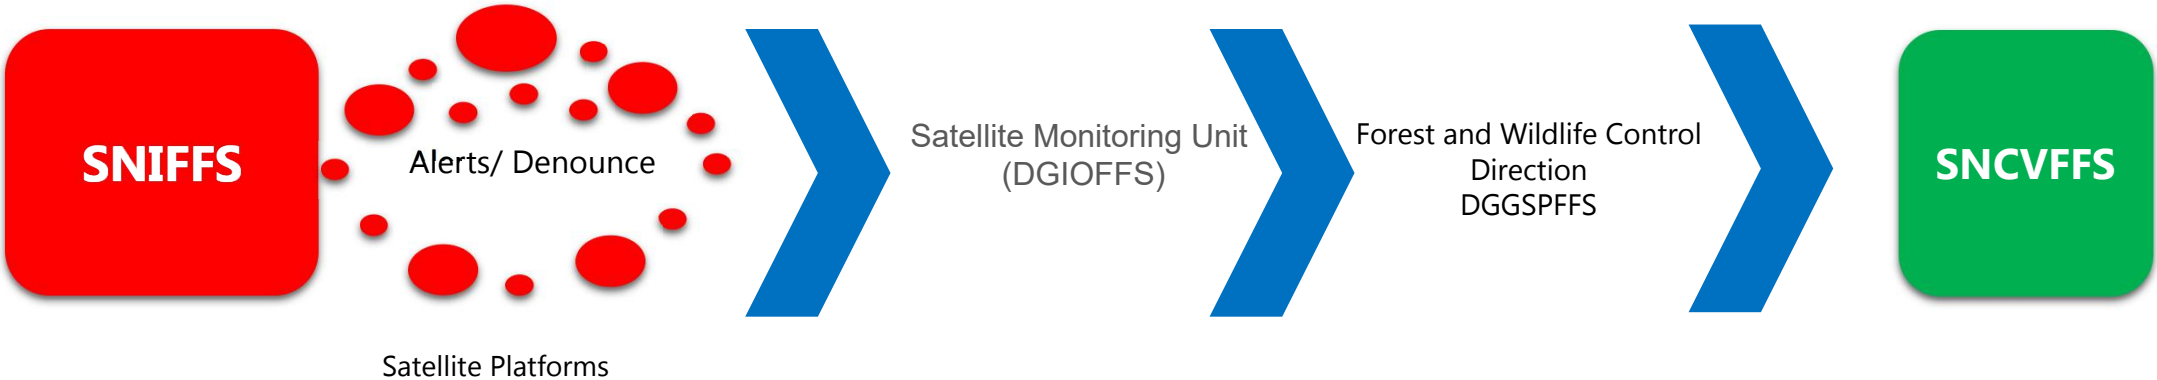 SNIFFS
Alerts/ Denounce
Satellite Platforms
Satellite Monitoring Unit
(DGIOFFS)
Forest and Wildlife Control
Direction
DGGSPFFS
SNCVFFS